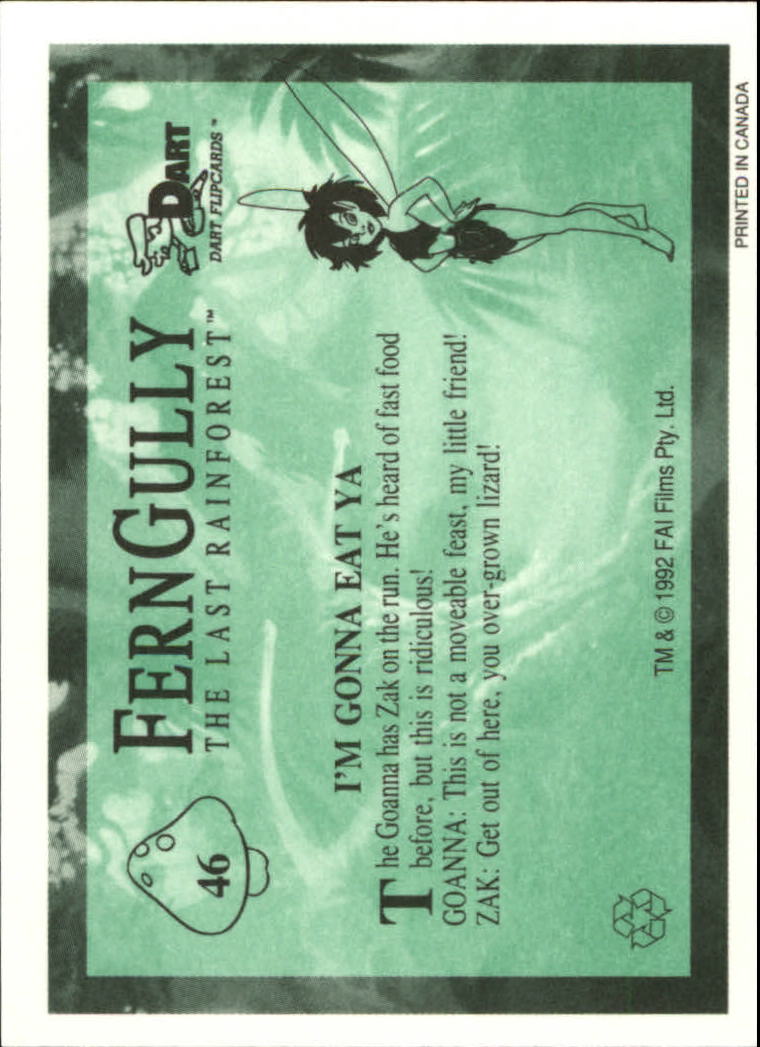 46
FERNGULLY
THE LAST RAINFOREST™
DART
DART FLIPCARDS™
I'M GONNA EAT YA
The Goanna has Zak on the run. He's heard of fast food
before, but this is ridiculous!
GOANNA: This is not a moveable feast, my little friend!
ZAK: Get out of here, you over-grown lizard!
TM & © 1992 FAI Films Pty. Ltd.
PRINTED IN CANADA